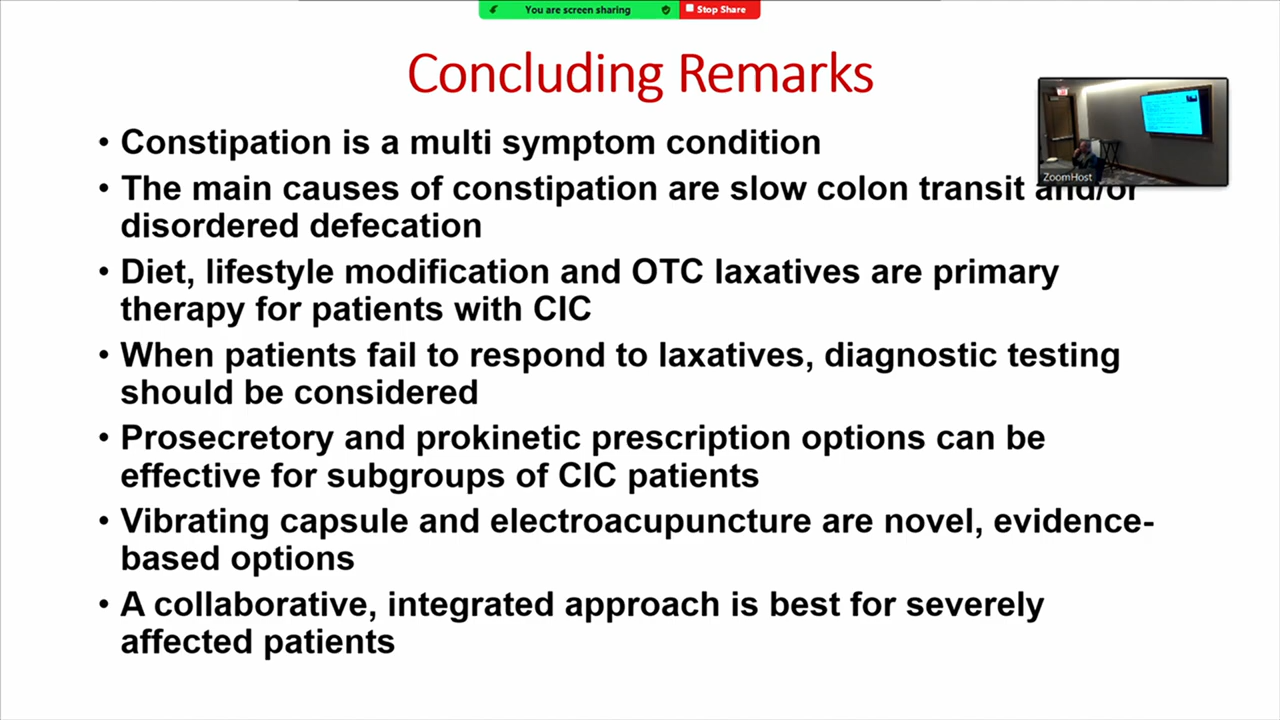 You are screen sharing
Stop Share
Concluding Remarks
• Constipation is a multi symptom condition
• The main causes of constipation are slow colon transit and/or
disordered defecation
• Diet, lifestyle modification and OTC laxatives are primary
therapy for patients with CIC
• When patients fail to respond to laxatives, diagnostic testing
should be considered
• Prosecretory and prokinetic prescription options can be
effective for subgroups of CIC patients
• Vibrating capsule and electroacupuncture are novel, evidence-
based options
• A collaborative, integrated approach is best for severely
affected patients
ZoomHost